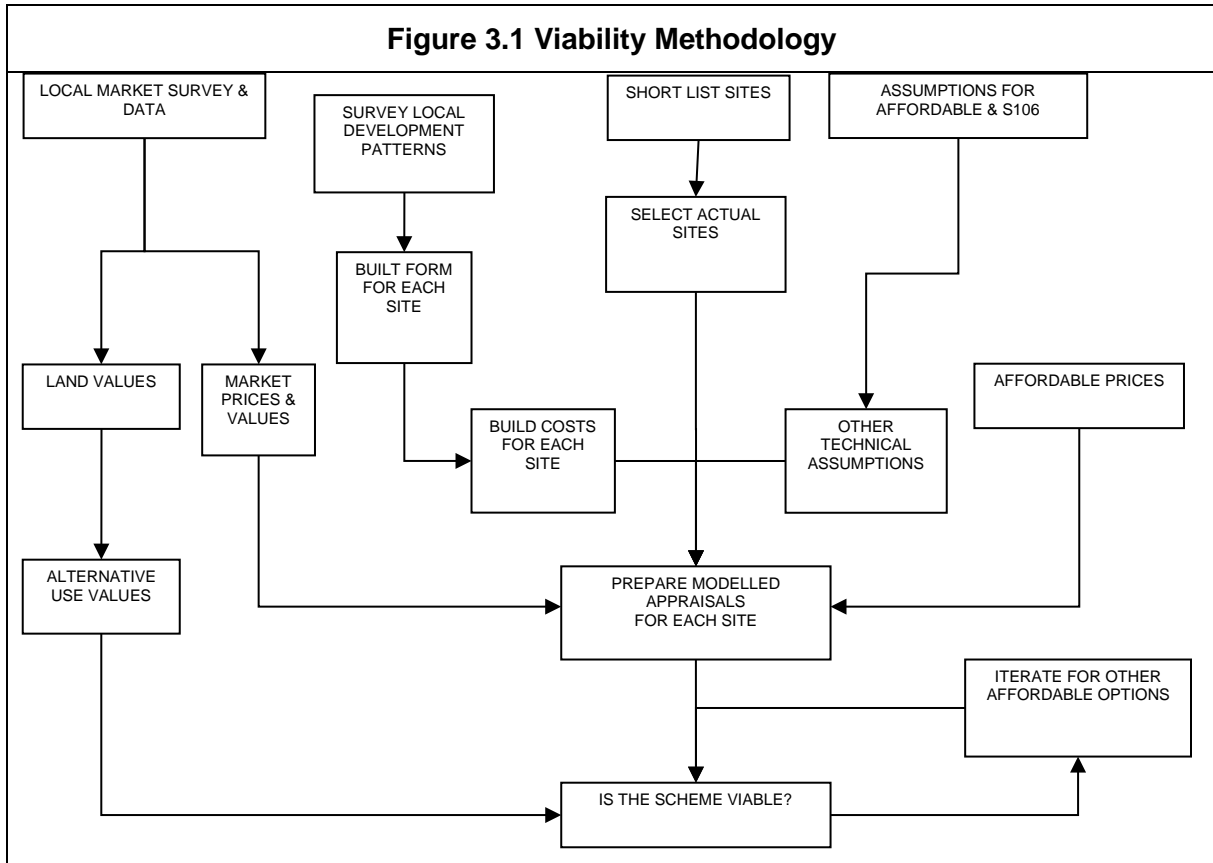 Figure 3.1 Viability Methodology
LOCAL MARKET SURVEY &
DATA
SURVEY LOCAL
DEVELOPMENT
PATTERNS
SHORT LIST SITES
ASSUMPTIONS FOR
AFFORDABLE & S106
SELECT ACTUAL
SITES
BUILT FORM
FOR EACH
SITE
LAND VALUES
MARKET
PRICES &
VALUES
AFFORDABLE PRICES
BUILD COSTS
FOR EACH
SITE
OTHER
TECHNICAL
ASSUMPTIONS
ALTERNATIVE
USE VALUES
PREPARE MODELLED
APPRAISALS
FOR EACH SITE
ITERATE FOR OTHER
AFFORDABLE OPTIONS
IS THE SCHEME VIABLE?